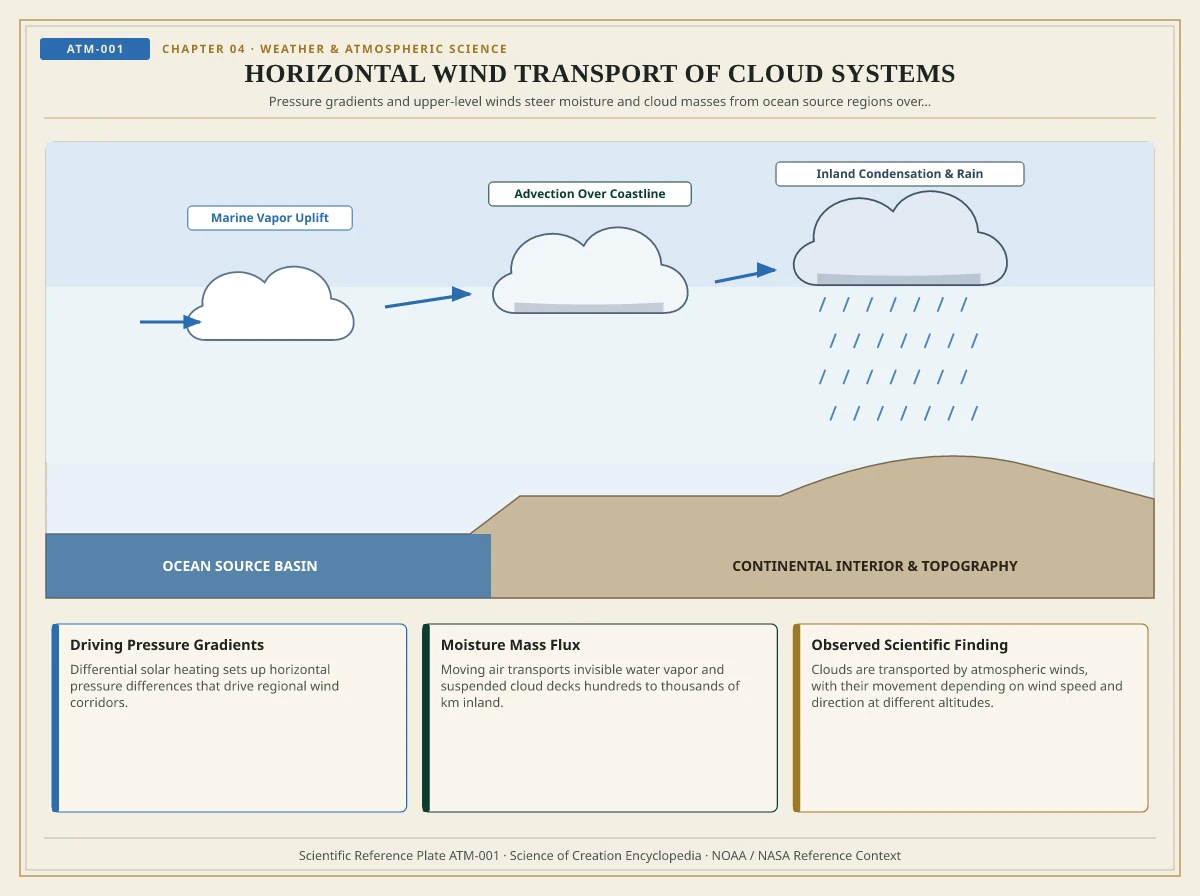 ATM-001
CHAPTER 04 · WEATHER & ATMOSPHERIC SCIENCE
HORIZONTAL WIND TRANSPORT OF CLOUD SYSTEMS
Pressure gradients and upper-level winds steer moisture and cloud masses from ocean source regions over...
Marine Vapor Uplift
Advection Over Coastline
Inland Condensation & Rain
OCEAN SOURCE BASIN
CONTINENTAL INTERIOR & TOPOGRAPHY
Driving Pressure Gradients
Differential solar heating sets up horizontal
pressure differences that drive regional wind
corridors.
Moisture Mass Flux
Moving air transports invisible water vapor and
suspended cloud decks hundreds to thousands of
km inland.
Observed Scientific Finding
Clouds are transported by atmospheric winds,
with their movement depending on wind speed and
direction at different altitudes.
Scientific Reference Plate ATM-001 · Science of Creation Encyclopedia · NOAA / NASA Reference Context